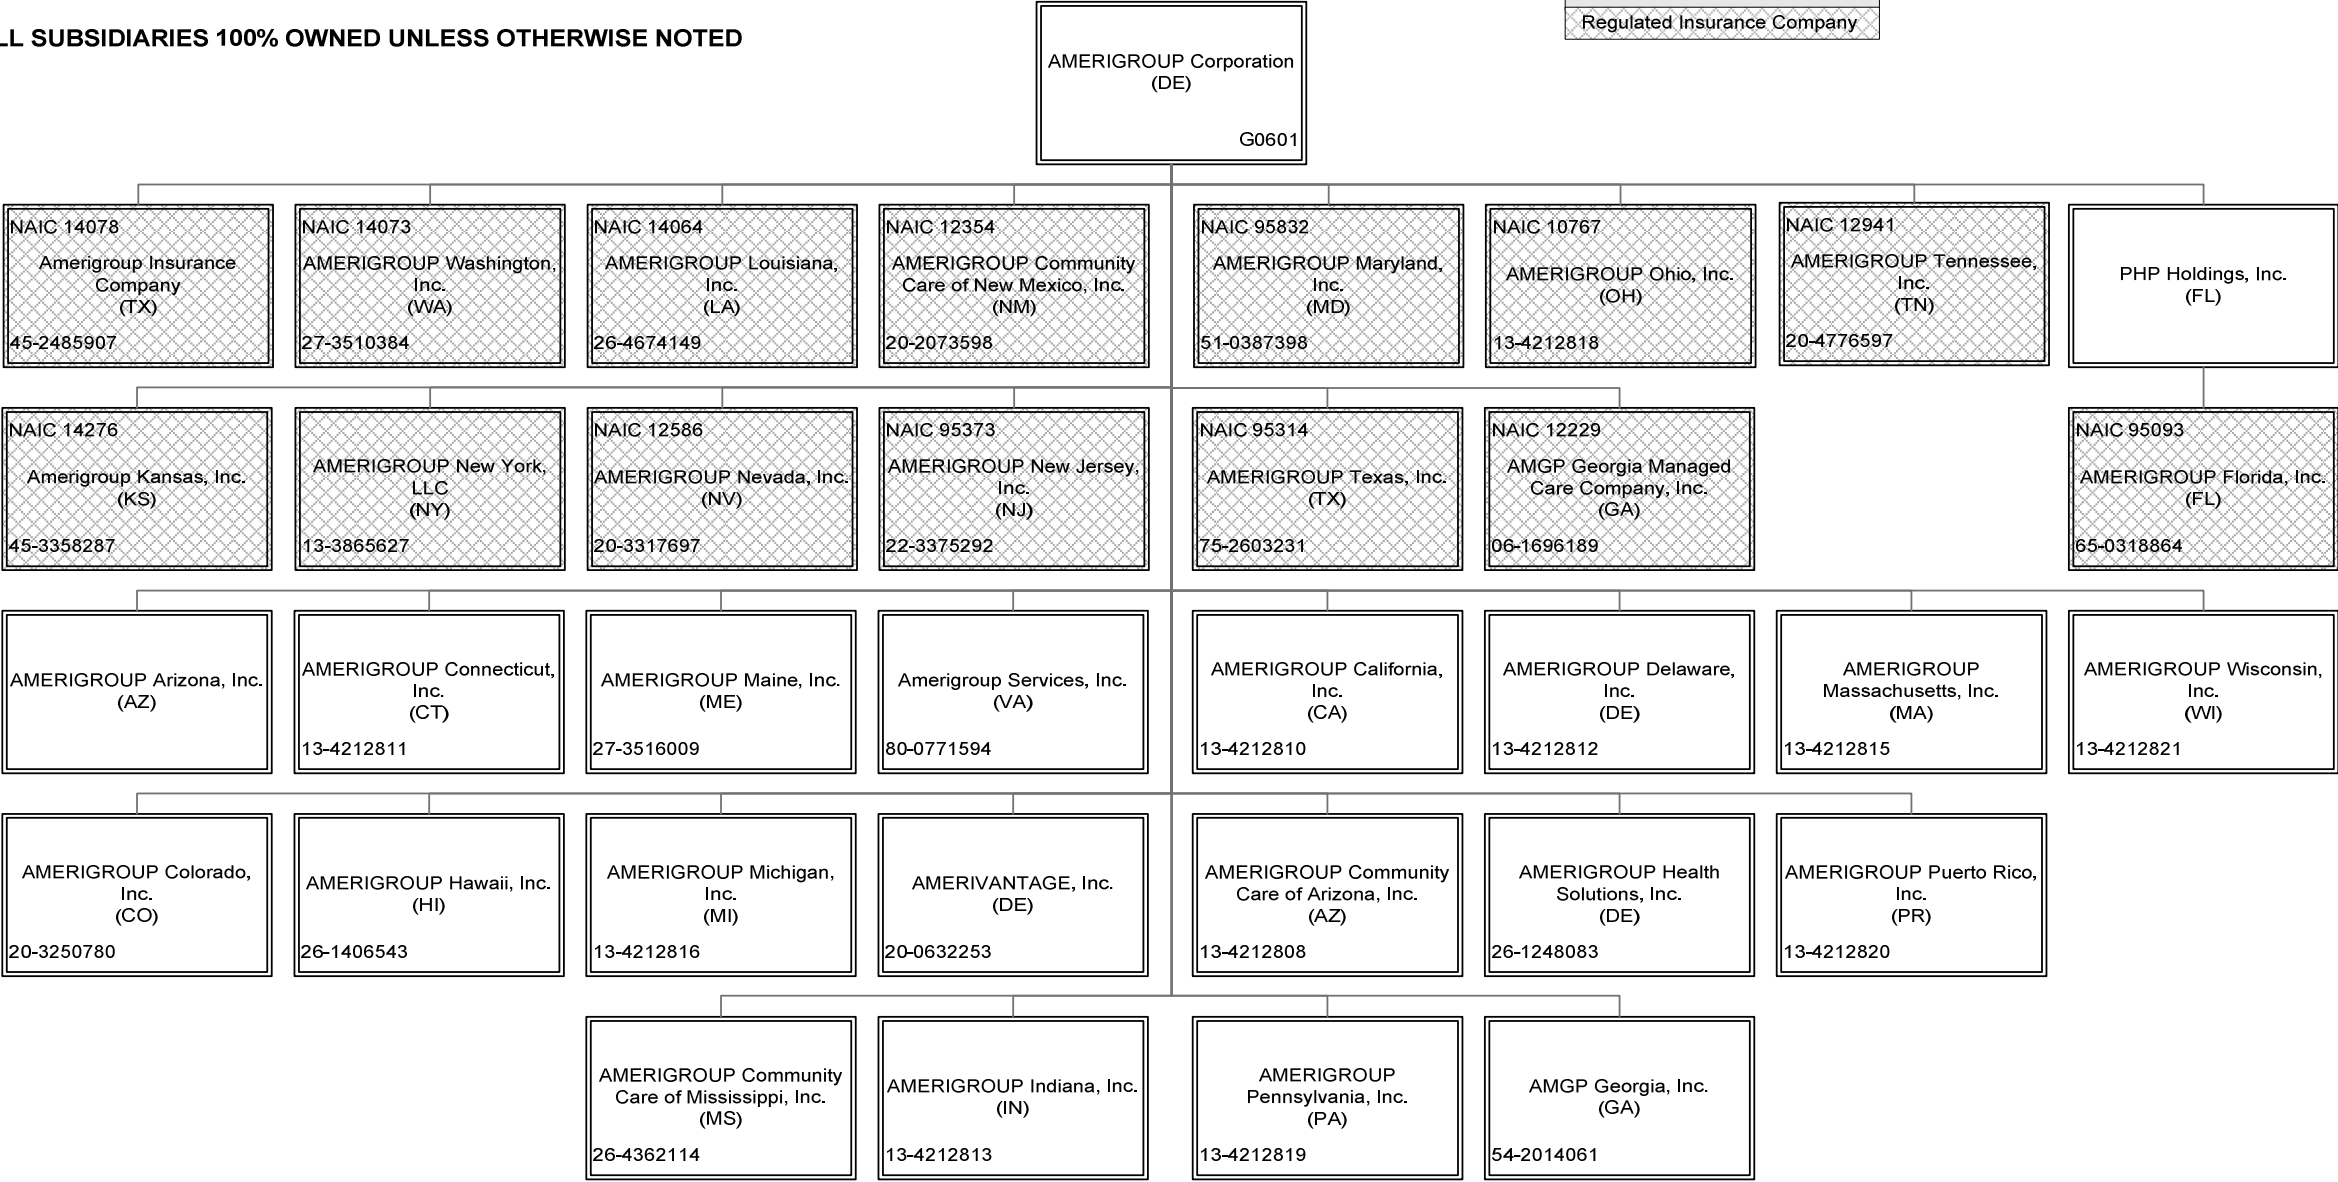 LL SUBSIDIARIES 100% OWNED UNLESS OTHERWISE NOTED
Regulated Insurance Company
AMERIGROUP Corporation
(DE)
G0601
NAIC 14078
Amerigroup Insurance
Company
(TX)
45-2485907
NAIC 14073
AMERIGROUP Washington,
Inc.
(WA)
27-3510384
NAIC 14064
AMERIGROUP Louisiana,
Inc.
(LA)
26-4674149
NAIC 12354
AMERIGROUP Community
Care of New Mexico, Inc.
(NM)
20-2073598
NAIC 95832
AMERIGROUP Maryland,
Inc.
(MD)
51-0387398
NAIC 10767
AMERIGROUP Ohio, Inc.
(OH)
13-4212818
NAIC 12941
AMERIGROUP Tennessee,
Inc.
(TN)
20-4776597
PHP Holdings, Inc.
(FL)
NAIC 14276
Amerigroup Kansas, Inc.
(KS)
45-3358287
AMERIGROUP New York,
LLC
(NY)
13-3865627
NAIC 12586
AMERIGROUP Nevada, Inc.
(NV)
20-3317697
NAIC 95373
AMERIGROUP New Jersey,
Inc.
(NJ)
22-3375292
NAIC 95314
AMERIGROUP Texas, Inc.
(TX)
75-2603231
NAIC 12229
AMGP Georgia Managed
Care Company, Inc.
(GA)
06-1696189
NAIC 95093
AMERIGROUP Florida, Inc.
(FL)
65-0318864
AMERIGROUP Arizona, Inc.
(AZ)
AMERIGROUP Connecticut,
Inc.
(CT)
13-4212811
AMERIGROUP Maine, Inc.
(ME)
27-3516009
Amerigroup Services, Inc.
(VA)
80-0771594
AMERIGROUP California,
Inc.
(CA)
13-4212810
AMERIGROUP Delaware,
Inc.
(DE)
13-4212812
AMERIGROUP
Massachusetts, Inc.
(MA)
13-4212815
AMERIGROUP Wisconsin,
Inc.
(WI)
13-4212821
AMERIGROUP Colorado,
Inc.
(CO)
20-3250780
AMERIGROUP Hawaii, Inc.
(HI)
26-1406543
AMERIGROUP Michigan,
Inc.
(MI)
13-4212816
AMERIVANTAGE, Inc.
(DE)
20-0632253
AMERIGROUP Community
Care of Arizona, Inc.
(AZ)
13-4212808
AMERIGROUP Health
Solutions, Inc.
(DE)
26-1248083
AMERIGROUP Puerto Rico,
Inc.
(PR)
13-4212820
AMERIGROUP Community
Care of Mississippi, Inc.
(MS)
26-4362114
AMERIGROUP Indiana, Inc.
(IN)
13-4212813
AMERIGROUP
Pennsylvania, Inc.
(PA)
13-4212819
AMGP Georgia, Inc.
(GA)
54-2014061